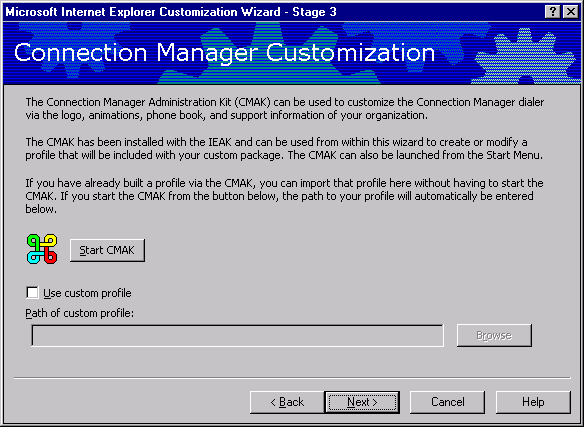 Microsoft Internet Explorer Customization Wizard - Stage 3
Connection Manager Customization
The Connection Manager Administration Kit (CMAK) can be used to customize the Connection Manager dialer
via the logo, animations, phone book, and support information of your organization.
The CMAK has been installed with the IEAK and can be used from within this wizard to create or modify a
profile that will be included with your custom package. The CMAK can also be launched from the Start Menu.
If you have already built a profile via the CMAK, you can import that profile here without having to start the
CMAK. If you start the CMAK from the button below, the path to your profile will automatically be entered
below.
Start CMAK
Use custom profile
Path of custom profile:
Browse
< Back Next > Cancel Help